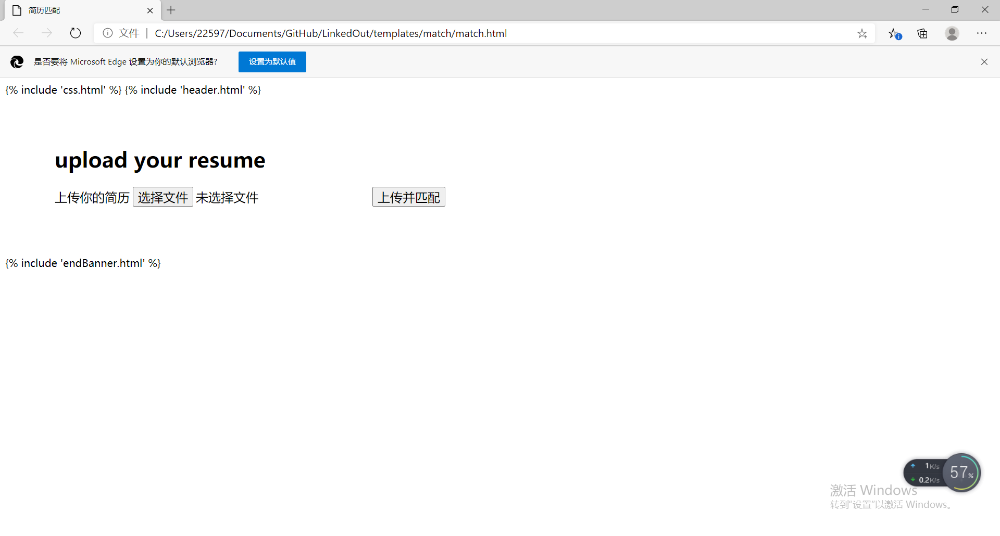 简历匹配
文件 C:/Users/22597/Documents/GitHub/LinkedOut/templates/match/match.html
是否要将 Microsoft Edge 设置为你的默认浏览器? 设置为默认值
{% include 'css.html' %} {% include 'header.html' %}
upload your resume
上传你的简历 选择文件 未选择文件 上传并匹配
{% include 'endBanner.html' %}
1K/s
0.2K/s
57%
激活 Windows
转到“设置”以激活 Windows。